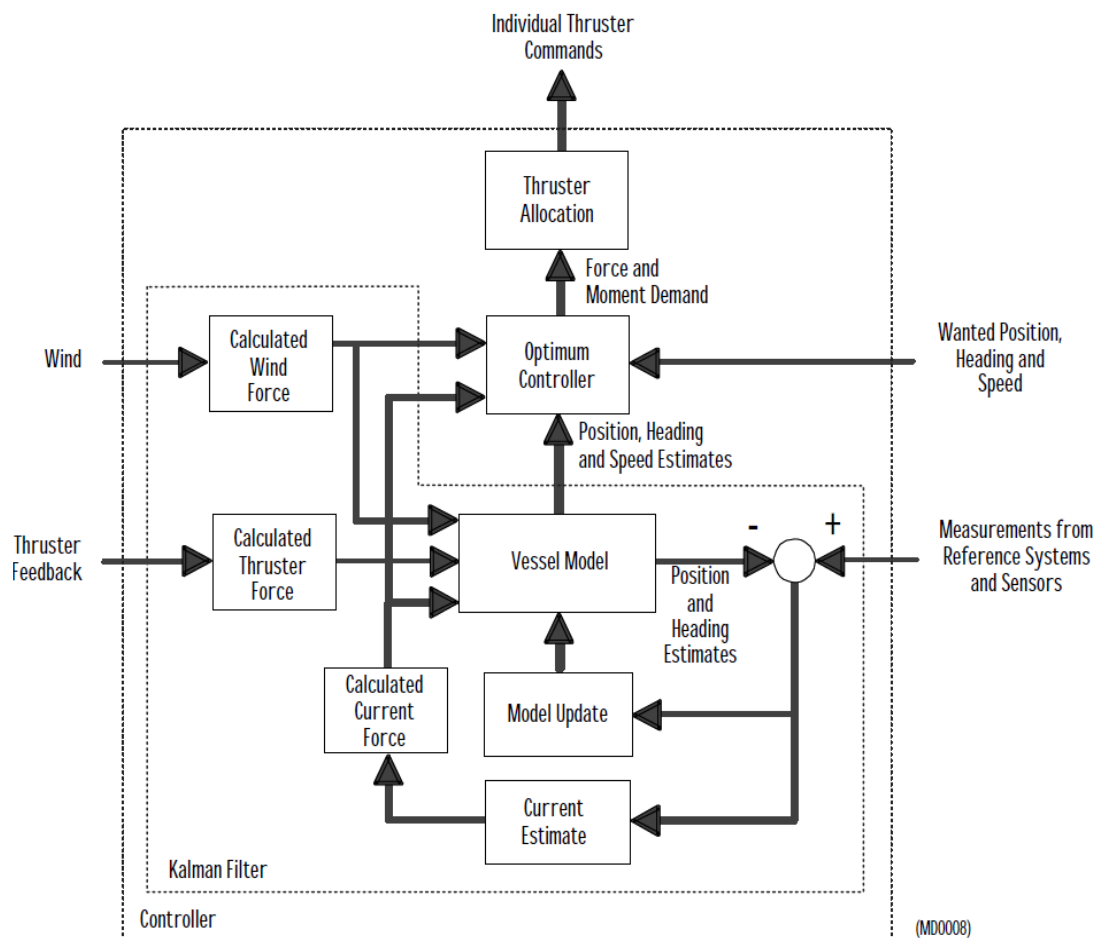 Individual Thruster
Commands
Thruster
Allocation
Force and
Moment Demand
Wind
Calculated
Wind
Force
Optimum
Controller
Wanted Position,
Heading and
Speed
Position, Heading
and Speed Estimates
Thruster
Feedback
Calculated
Thruster
Force
Vessel Model
-
+
Measurements from
Reference Systems
and Sensors
Position
and
Heading
Estimates
Calculated
Current
Force
Model Update
Current
Estimate
Kalman Filter
Controller
(MD0008)